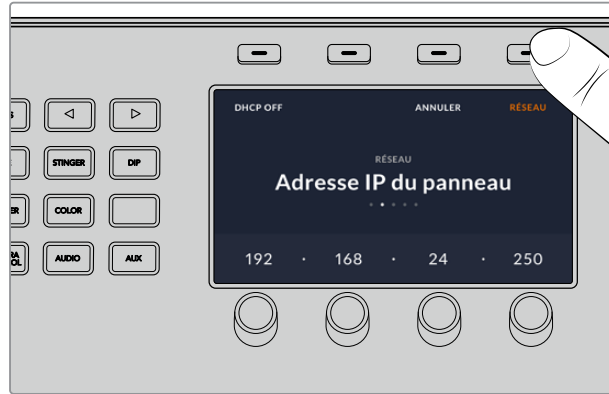 DHCP OFF ANNULER RÉSEAU
RÉSEAU
Adresse IP du panneau
192 · 168 · 24 · 250
STINGER DIP
COLOR
AUDIO AUX